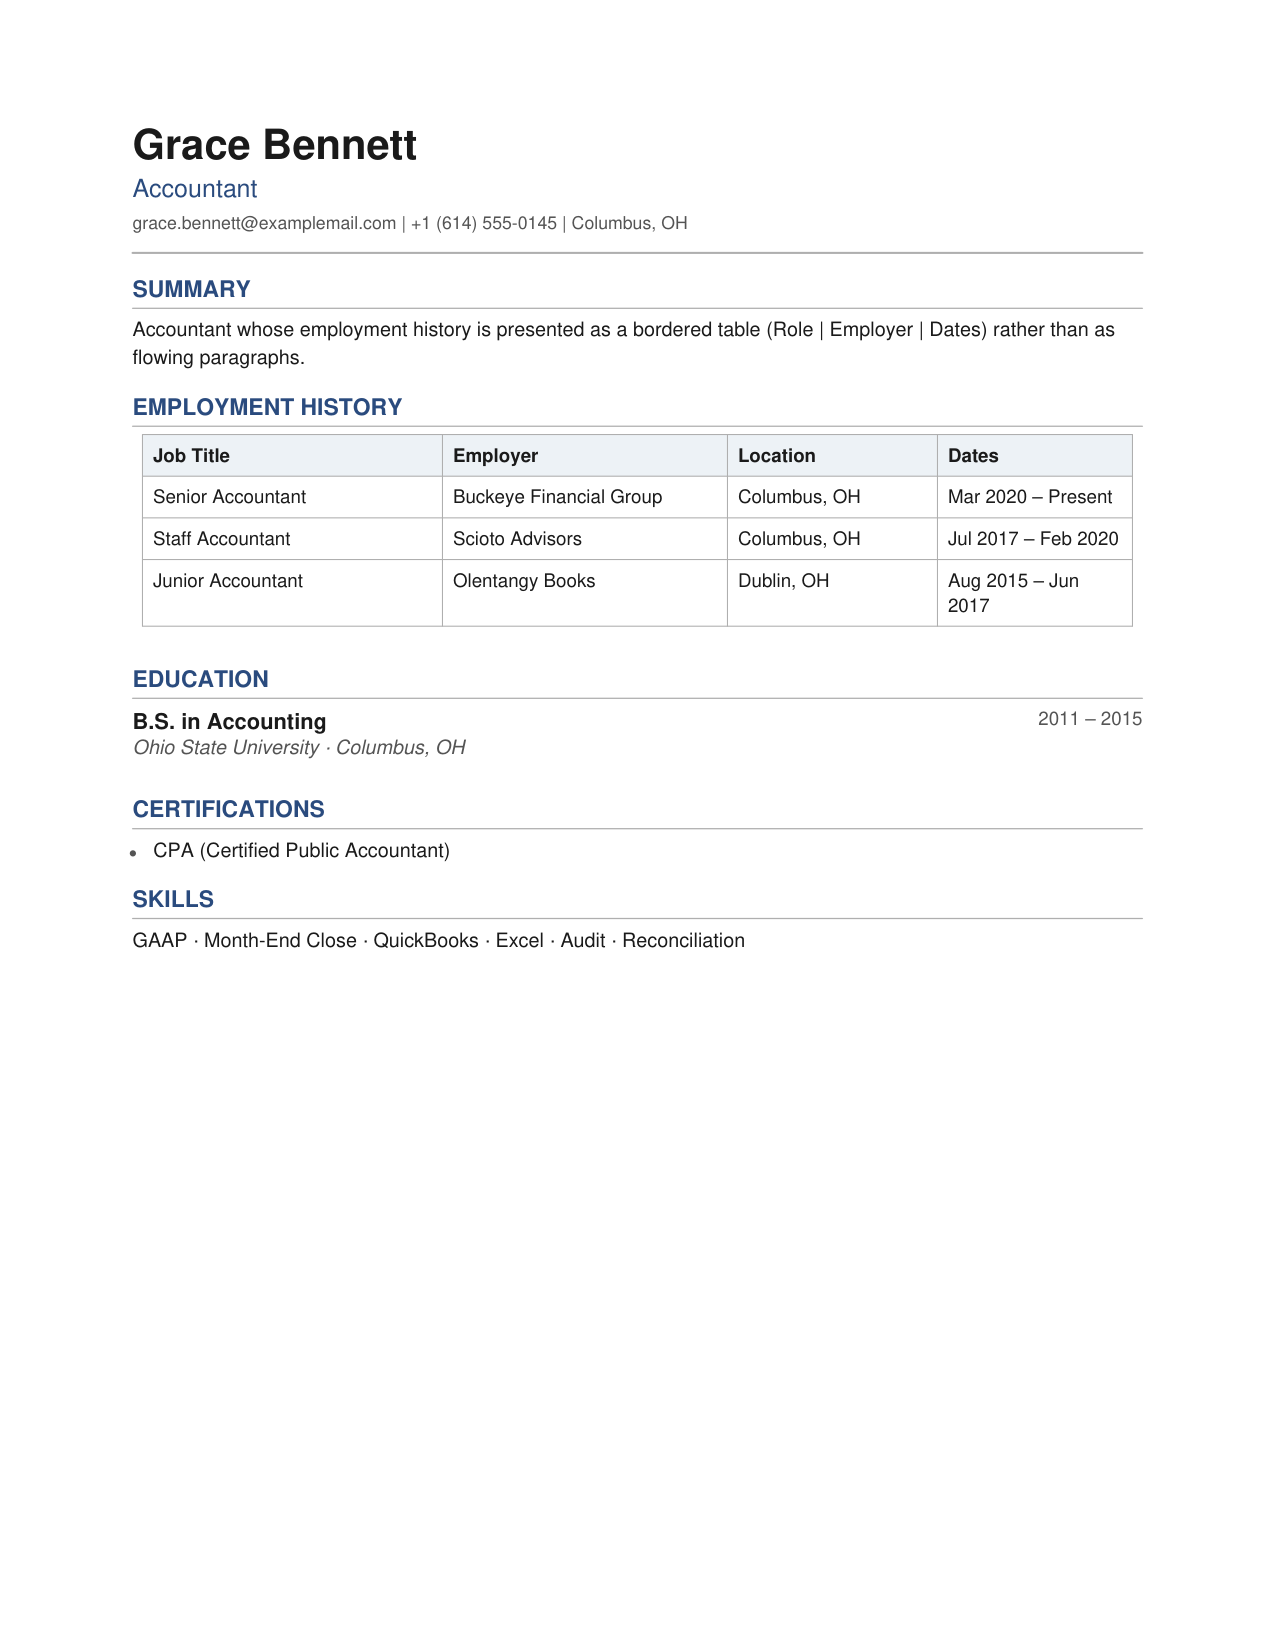 Grace Bennett
Accountant
grace.bennett@examplemail.com | +1 (614) 555-0145 | Columbus, OH
SUMMARY
Accountant whose employment history is presented as a bordered table (Role | Employer | Dates) rather than as
flowing paragraphs.
EMPLOYMENT HISTORY
Job Title Employer Location Dates
Senior Accountant Buckeye Financial Group Columbus, OH Mar 2020 – Present
Staff Accountant Scioto Advisors Columbus, OH Jul 2017 – Feb 2020
Junior Accountant Olentangy Books Dublin, OH Aug 2015 – Jun
2017
EDUCATION
B.S. in Accounting 2011 – 2015
Ohio State University · Columbus, OH
CERTIFICATIONS
• CPA (Certified Public Accountant)
SKILLS
GAAP · Month-End Close · QuickBooks · Excel · Audit · Reconciliation